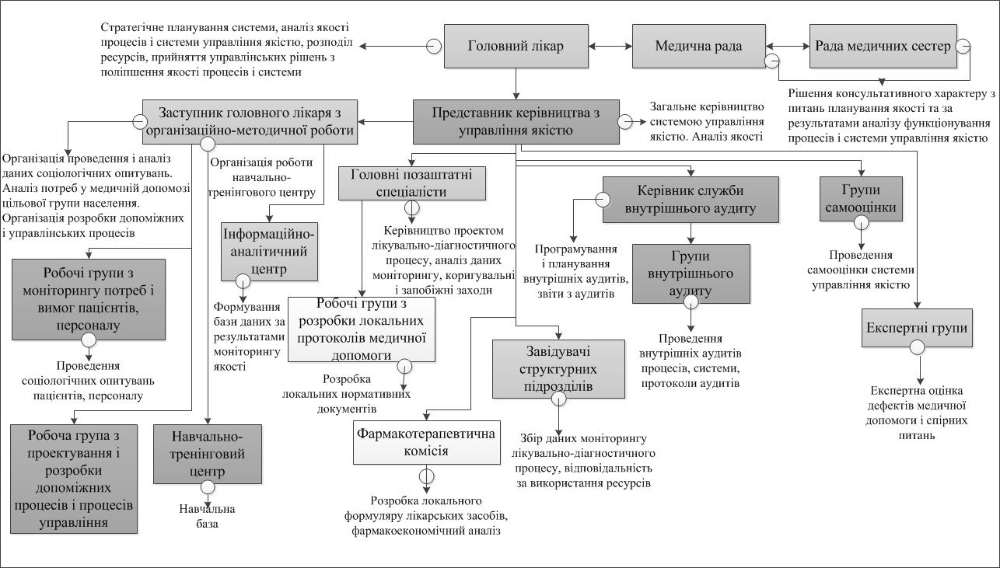 Стратегічне планування системи, аналіз якості
процесів і системи управління якістю, розподіл
ресурсів, прийняття управлінських рішень з
поліпшення якості процесів і системи
Головний лікар
Медична рада
Рада медичних сестер
Рішення консультативного характеру з
питань планування якості та за
результатами аналізу функціонування
процесів і системи управління якістю
Заступник головного лікаря з
організаційно-методичної роботи
Представник керівництва з
управління якістю
Загальне керівництво
системою управління
якістю. Аналіз якості
Організація проведення і аналіз
даних соціологічних опитувань.
Аналіз потреб у медичній допомозі
цільової групи населення.
Організація розробки допоміжних
і управлінських процесів
Організація роботи
навчально-
тренінгового центру
Головні позаштатні
спеціалісти
Керівник служби
внутрішнього аудиту
Групи
самооцінки
Інформаційно-
аналітичний
центр
Керівництво проектом
лікувально-діагностичного
процесу, аналіз даних
моніторингу, коригувальні
і запобіжні заходи
Програмування
і планування
внутрішніх аудитів,
звіти з аудитів
Групи
внутрішнього
аудиту
Проведення
самооцінки системи
управління якістю
Робочі групи з
моніторингу потреб і
вимог пацієнтів,
персоналу
Формування
бази даних за
результатами
моніторингу
якості
Робочі групи з
розробки локальних
протоколів медичної
допомоги
Експертні групи
Проведення
соціологічних опитувань
пацієнтів, персоналу
Розробка
локальних нормативних
документів
Завідувачі
структурних
підрозділів
Проведення
внутрішніх аудитів
процесів, системи,
протоколи аудитів
Експертна оцінка
дефектів медичної
допомоги і спірних
питань
Робоча група з
проектування і
розробки
допоміжних
процесів і процесів
управління
Навчально-
тренінговий
центр
Навчальна
база
Фармакотерапевтична
комісія
Розробка локального
формуляру лікарських засобів,
фармакоекономічний аналіз
Збір даних моніторингу
лікувально-діагностичного
процесу, відповідальність
за використання ресурсів